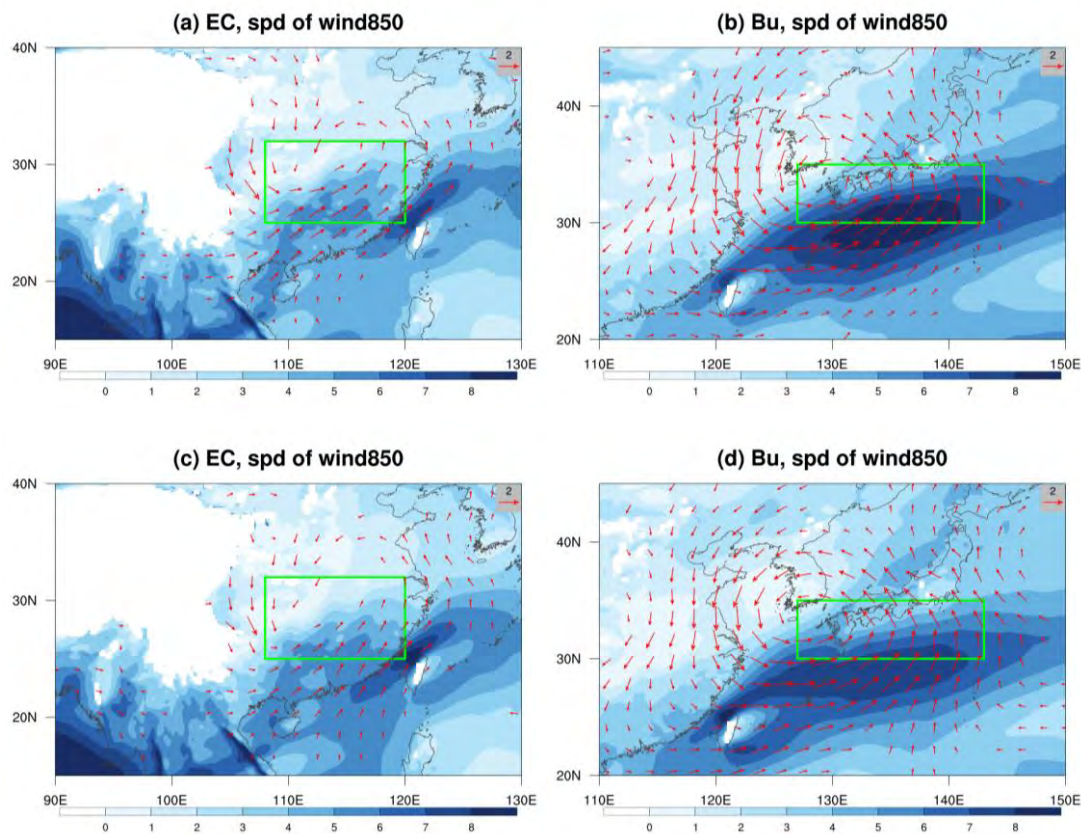 (a) EC, spd of wind850
40N
30N
20N
90E 100E 110E 120E 130E
2
0 1 2 3 4 5 6 7 8
(b) Bu, spd of wind850
40N
30N
20N
110E 120E 130E 140E 150E
2
0 1 2 3 4 5 6 7 8
(c) EC, spd of wind850
40N
30N
20N
90E 100E 110E 120E 130E
2
0 1 2 3 4 5 6 7 8
(d) Bu, spd of wind850
40N
30N
20N
110E 120E 130E 140E 150E
2
0 1 2 3 4 5 6 7 8